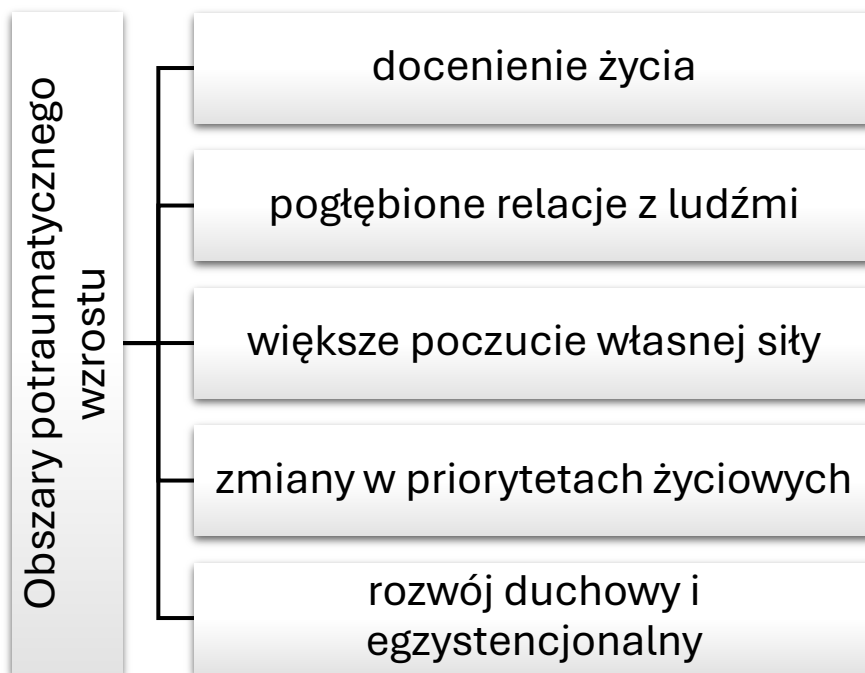 Obszary potraumatycznego
wzrostu
docenienie życia
pogłębione relacje z ludźmi
większe poczucie własnej siły
zmiany w priorytetach życiowych
rozwój duchowy i
egzystencjonalny